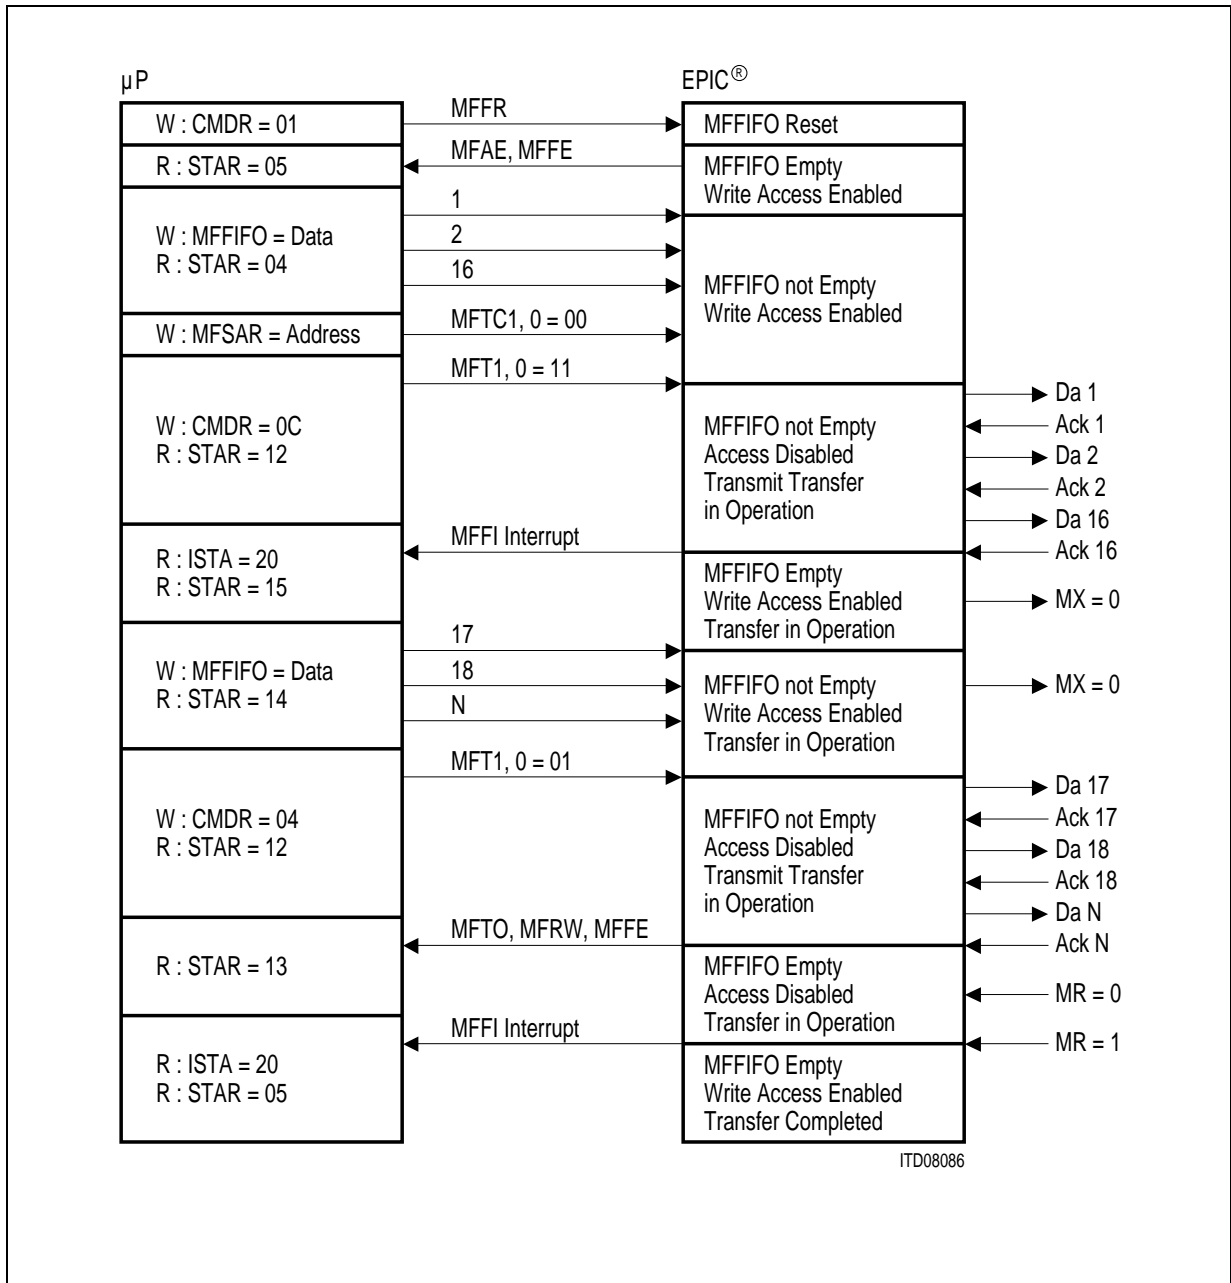 µP
EPIC®
W : CMDR = 01
MFFR
MFFIFO Reset
R : STAR = 05
MFAE, MFFE
MFFIFO Empty
Write Access Enabled
W : MFFIFO = Data
R : STAR = 04
1
2
16
MFFIFO not Empty
Write Access Enabled
W : MFSAR = Address
MFTC1, 0 = 00
MFT1, 0 = 11
W : CMDR = 0C
R : STAR = 12
MFFIFO not Empty
Access Disabled
Transmit Transfer
in Operation
Da 1
Ack 1
Da 2
Ack 2
Da 16
Ack 16
R : ISTA = 20
R : STAR = 15
MFFI Interrupt
MFFIFO Empty
Write Access Enabled
Transfer in Operation
MX = 0
W : MFFIFO = Data
R : STAR = 14
17
18
N
MFFIFO not Empty
Write Access Enabled
Transfer in Operation
MX = 0
W : CMDR = 04
R : STAR = 12
MFT1, 0 = 01
MFFIFO not Empty
Access Disabled
Transmit Transfer
in Operation
Da 17
Ack 17
Da 18
Ack 18
Da N
Ack N
R : STAR = 13
MFTO, MFRW, MFFE
MFFIFO Empty
Access Disabled
Transfer in Operation
MR = 0
MR = 1
R : ISTA = 20
R : STAR = 05
MFFI Interrupt
MFFIFO Empty
Write Access Enabled
Transfer Completed
ITD08086